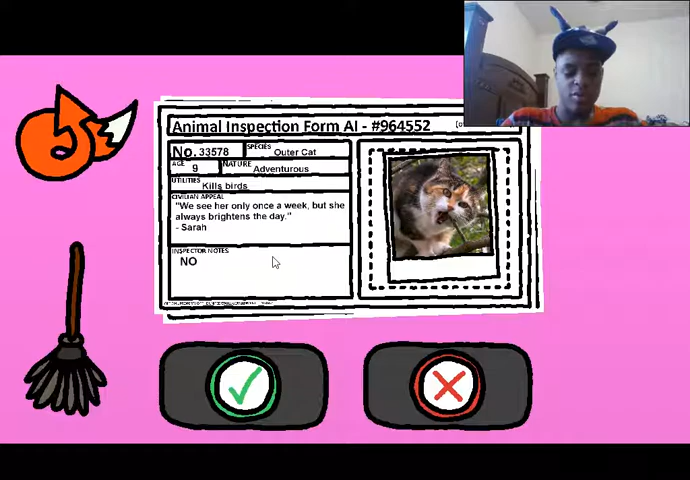 Animal Inspection Form AI - #964552
No. 33578
SPECIES
Outer Cat
AGE
9
NATURE
Adventurous
UTILITIES
Kills birds
CIVILIAN APPEAL
"We see her only once a week, but she
always brightens the day."
- Sarah
INSPECTOR NOTES
NO